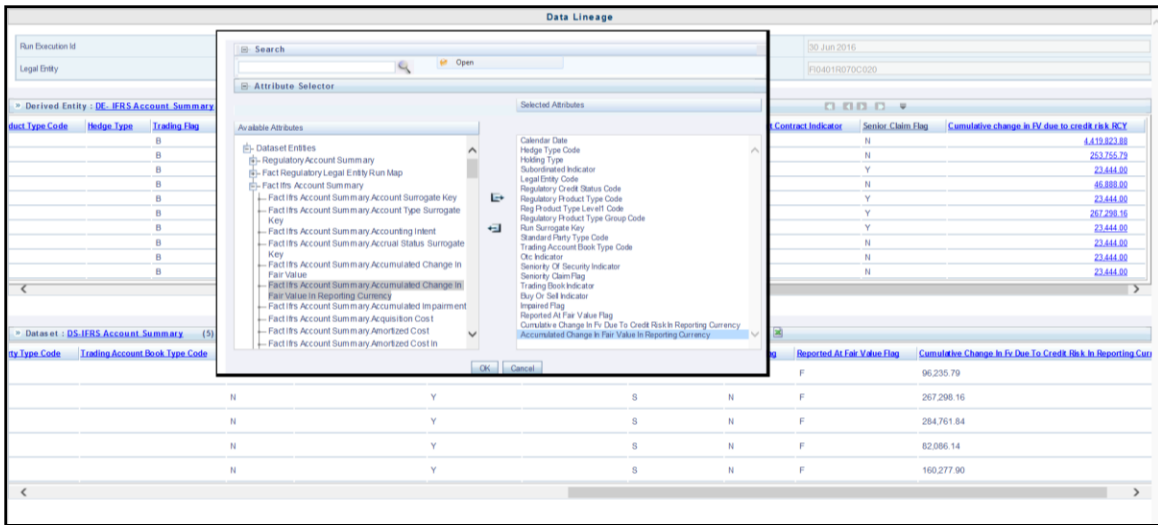 Data Lineage
Run Execution Id
30 Jun 2016
Legal Entity
FI0401R070C020
Search
Open
Attribute Selector
Selected Attributes
Available Attributes
Dataset Entities
Regulatory Account Summary
Fact Regulatory Legal Entity Run Map
Fact Ifrs Account Summary
Fact Ifrs Account Summary Account Surrogate Key
Fact Ifrs Account Summary Account Type Surrogate
Key
Fact Ifrs Account Summary Accounting Intent
Fact Ifrs Account Summary Accrual Status Surrogate
Key
Fact Ifrs Account Summary Accumulated Change In
Fair Value
Fact Ifrs Account Summary Accumulated Change In
Fair Value In Reporting Currency
Fact Ifrs Account Summary Accumulated Impairment
Fact Ifrs Account Summary Acquisition Cost
Fact Ifrs Account Summary Amortized Cost
Fact Ifrs Account Summary Amortized Cost In
Calendar Date
Hedge Type Code
Holding Type
Subordinated Indicator
Legal Entity Code
Regulatory Credit Status Code
Regulatory Product Type Code
Reg Product Type Level1 Code
Regulatory Product Type Group Code
Run Surrogate Key
Standard Party Type Code
Trading Account Book Type Code
Otc Indicator
Seniority Of Security Indicator
Seniority Claim Flag
Trading Book Indicator
Buy Or Sell Indicator
Impaired Flag
Reported At Fair Value Flag
Cumulative Change In Fv Due To Credit Risk In Reporting Currency
Accumulated Change In Fair Value In Reporting Currency
OK Cancel
Derived Entity : DE- IFRS Account Summary
duct Type Code Hedge Type Trading Flag
t Contract Indicator Senior Claim Flag Cumulative change in FV due to credit risk RCY
B N 4,419,823.88
B N 253,755.79
B Y 23,444.00
B N 46,888.00
B Y 23,444.00
B Y 267,298.16
B Y 23,444.00
B N 23,444.00
B N 23,444.00
Dataset : DS-IFRS Account Summary (5)
ty Type Code Trading Account Book Type Code
ag Reported At Fair Value Flag Cumulative Change In Fv Due To Credit Risk In Reporting Curr
F 96,235.79
N Y S N F 267,298.16
N Y S N F 284,761.84
N Y S N F 82,086.14
N Y S N F 160,277.90